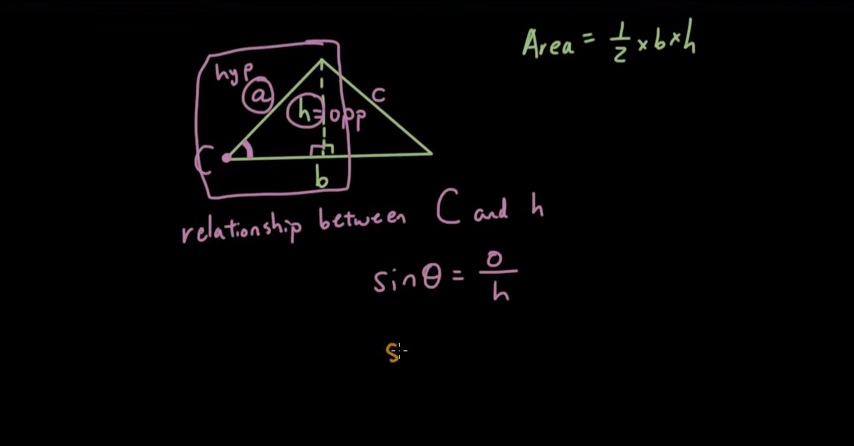 Area = 1/2 × b × h
hyp
a
c
h = opp
C
b
relationship between C and h
sinθ = o/h
s